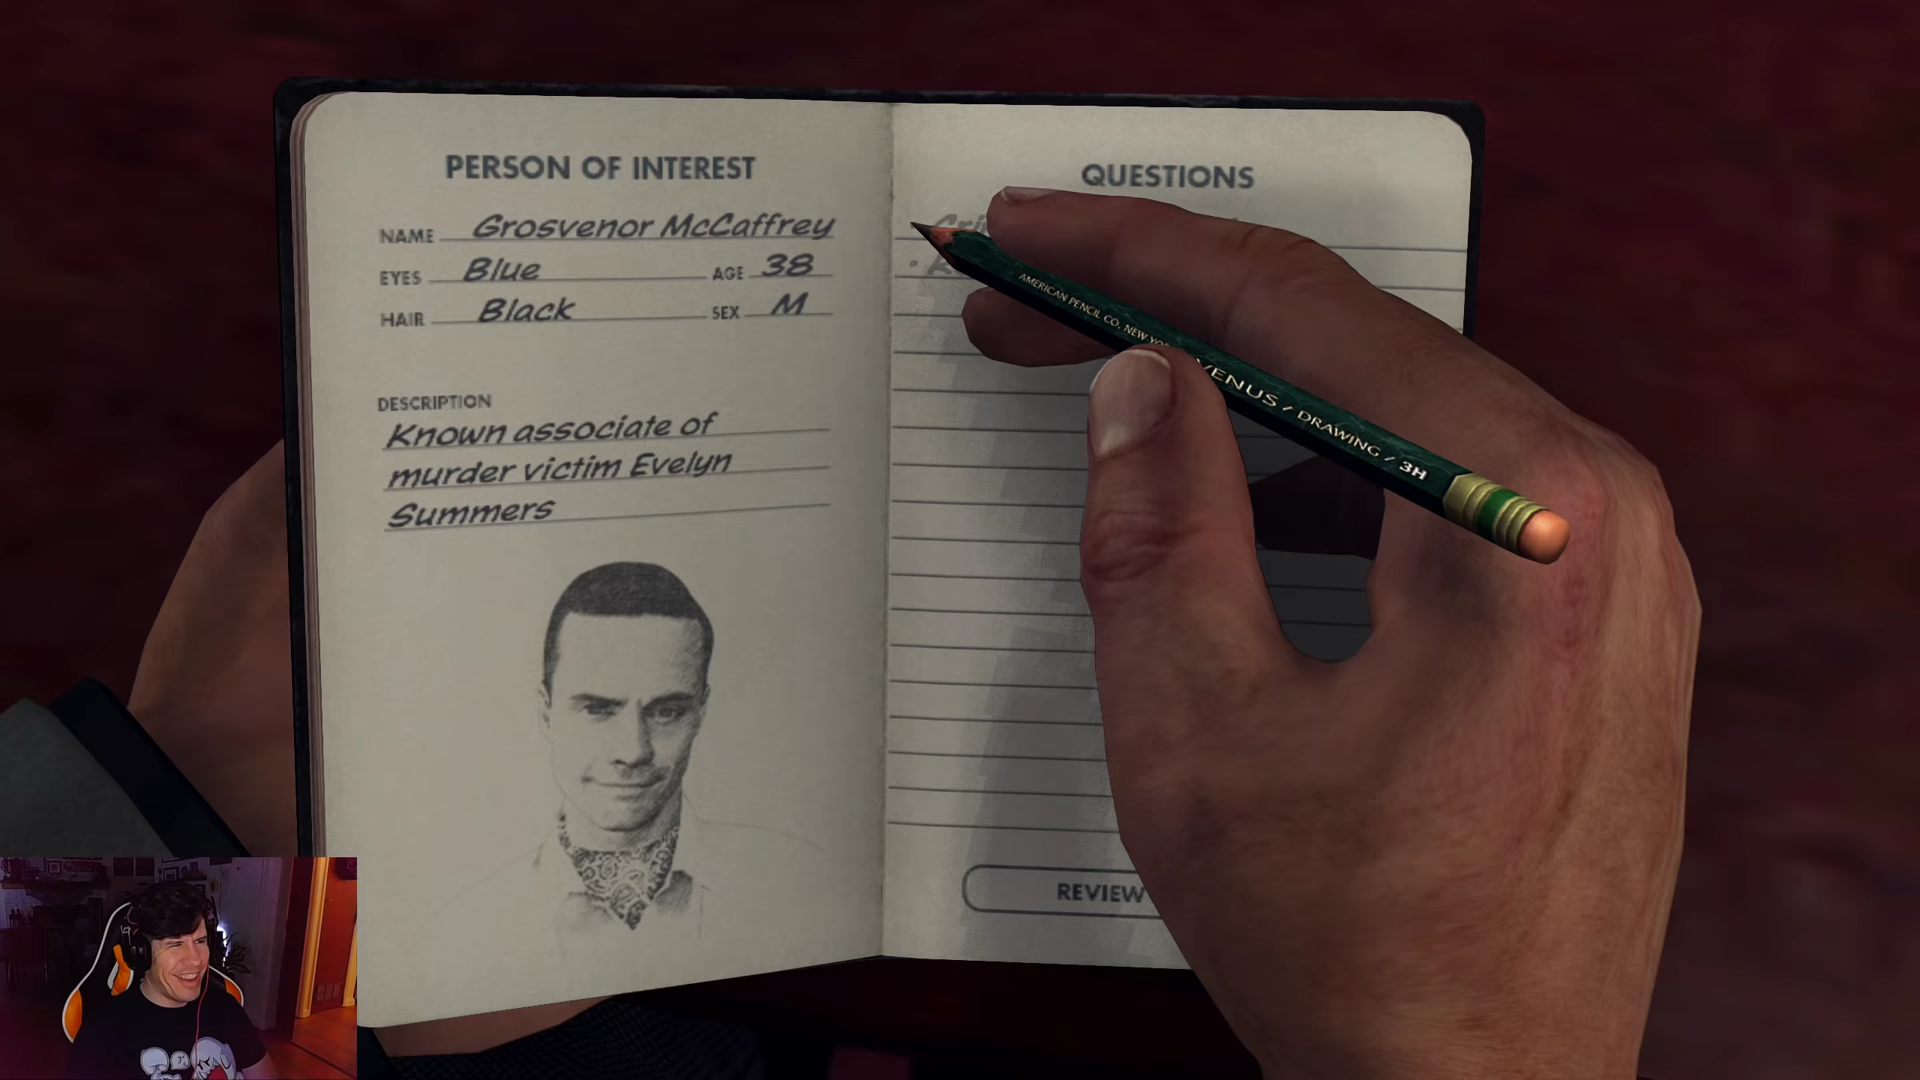 PERSON OF INTEREST
NAME Grosvenor McCaffrey
EYES Blue AGE 38
HAIR Black SEX M
DESCRIPTION
Known associate of
murder victim Evelyn
Summers
QUESTIONS
AMERICAN PENCIL CO. NEW
VENUS / DRAWING / 3H
REVIEW